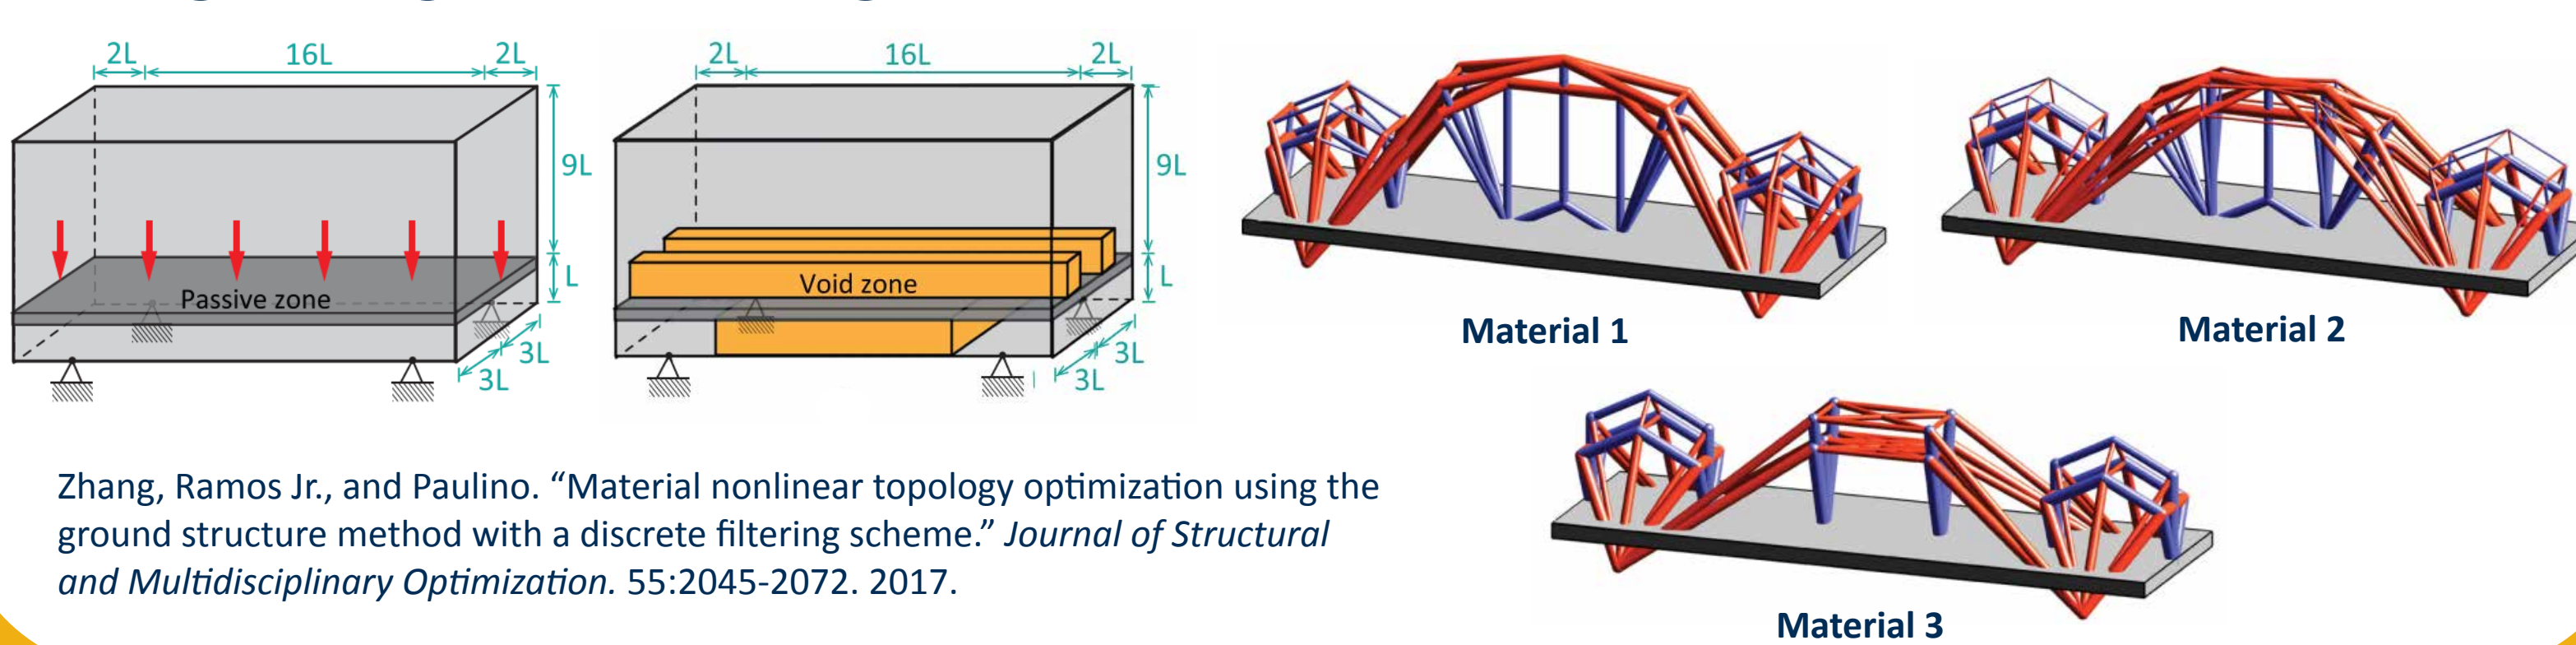 2L 16L 2L
9L
L
3L
3L
Passive zone
2L 16L 2L
9L
L
3L
3L
Void zone
Material 1
Material 2
Material 3
Zhang, Ramos Jr., and Paulino. “Material nonlinear topology optimization using the
ground structure method with a discrete filtering scheme.” Journal of Structural
and Multidisciplinary Optimization. 55:2045-2072. 2017.